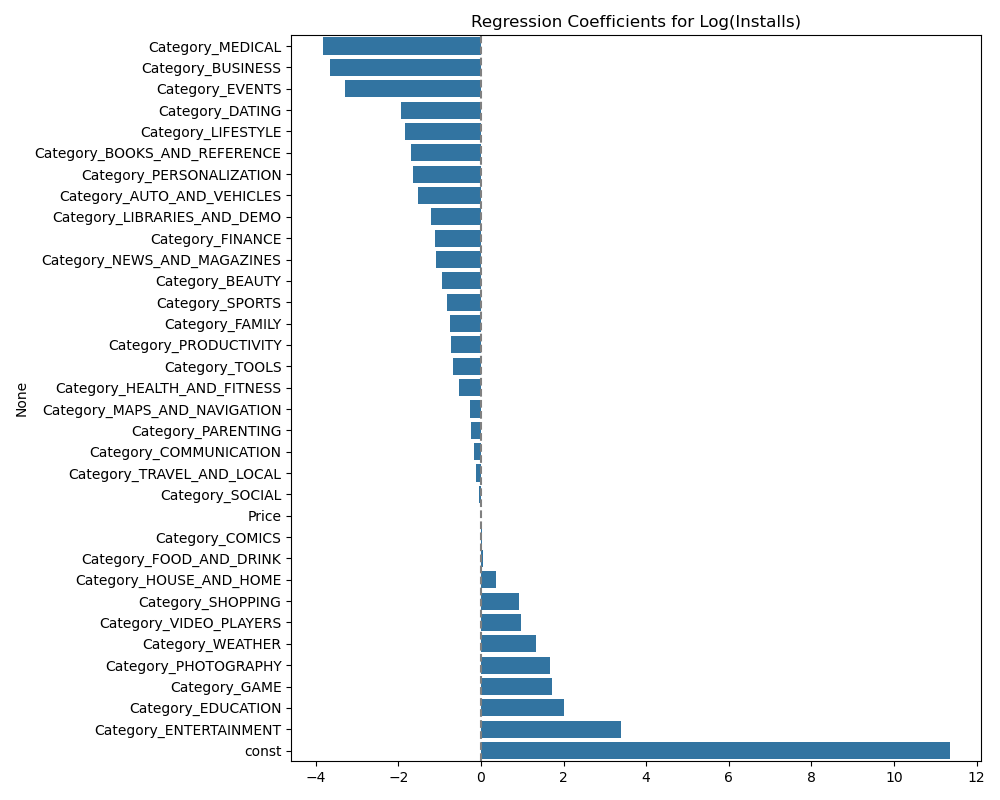 Regression Coefficients for Log(Installs)
Category_MEDICAL
Category_BUSINESS
Category_EVENTS
Category_DATING
Category_LIFESTYLE
Category_BOOKS_AND_REFERENCE
Category_PERSONALIZATION
Category_AUTO_AND_VEHICLES
Category_LIBRARIES_AND_DEMO
Category_FINANCE
Category_NEWS_AND_MAGAZINES
Category_BEAUTY
Category_SPORTS
Category_FAMILY
Category_PRODUCTIVITY
Category_TOOLS
Category_HEALTH_AND_FITNESS
Category_MAPS_AND_NAVIGATION
Category_PARENTING
Category_COMMUNICATION
Category_TRAVEL_AND_LOCAL
Category_SOCIAL
Price
Category_COMICS
Category_FOOD_AND_DRINK
Category_HOUSE_AND_HOME
Category_SHOPPING
Category_VIDEO_PLAYERS
Category_WEATHER
Category_PHOTOGRAPHY
Category_GAME
Category_EDUCATION
Category_ENTERTAINMENT
const
None
−4 −2 0 2 4 6 8 10 12